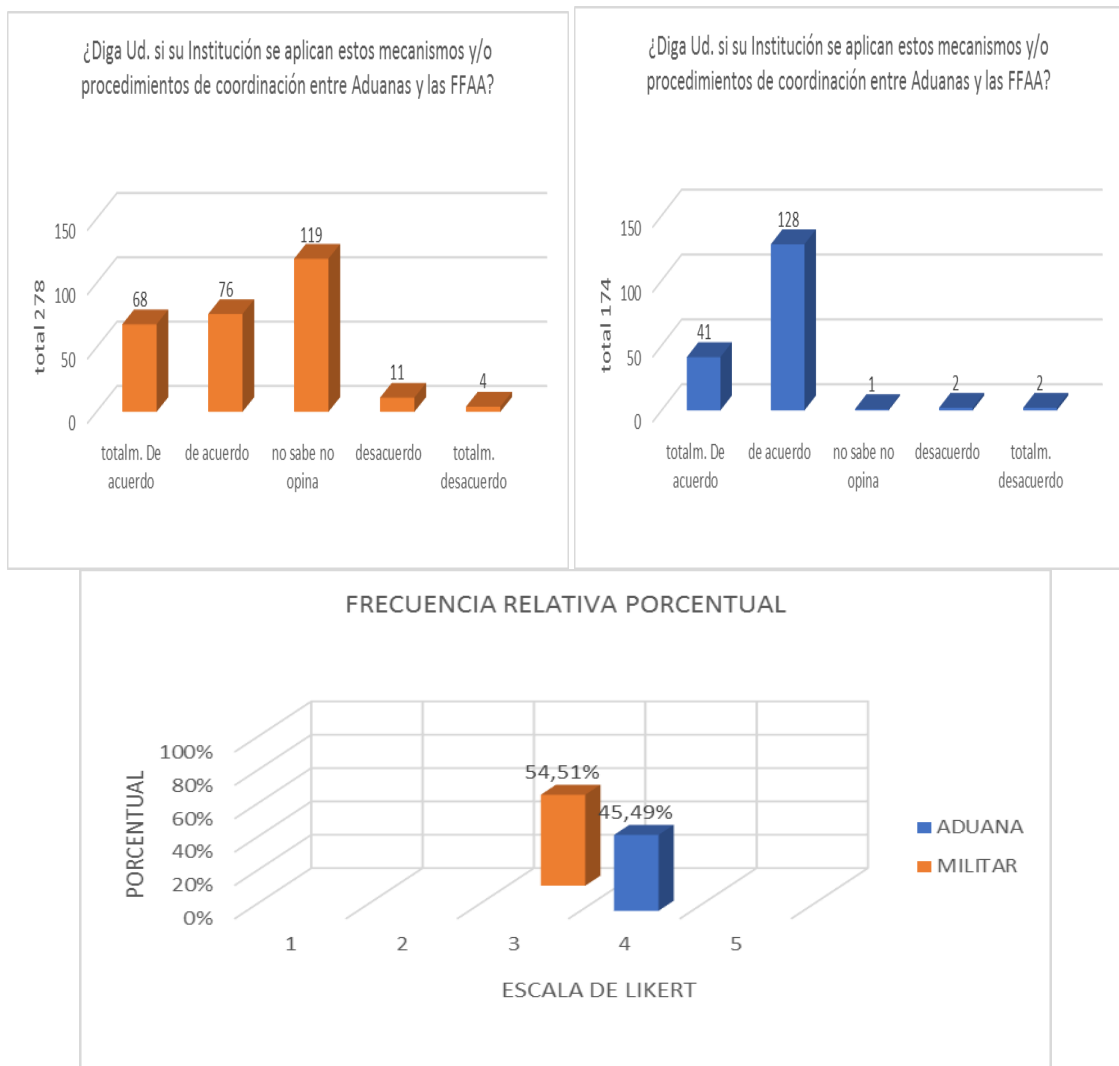 ¿Diga Ud. si su Institución se aplican estos mecanismos y/o
procedimientos de coordinación entre Aduanas y las FFAA?
total 278
150
100
50
0
68
76
119
11
4
totalm. De
acuerdo
de acuerdo
no sabe no
opina
desacuerdo
totalm.
desacuerdo
¿Diga Ud. si su Institución se aplican estos mecanismos y/o
procedimientos de coordinación entre Aduanas y las FFAA?
total 174
150
100
50
0
41
128
1
2
2
totalm. De
acuerdo
de acuerdo
no sabe no
opina
desacuerdo
totalm.
desacuerdo
FRECUENCIA RELATIVA PORCENTUAL
PORCENTUAL
100%
80%
60%
40%
20%
0%
54,51%
45,49%
1
2
3
4
5
ESCALA DE LIKERT
ADUANA
MILITAR